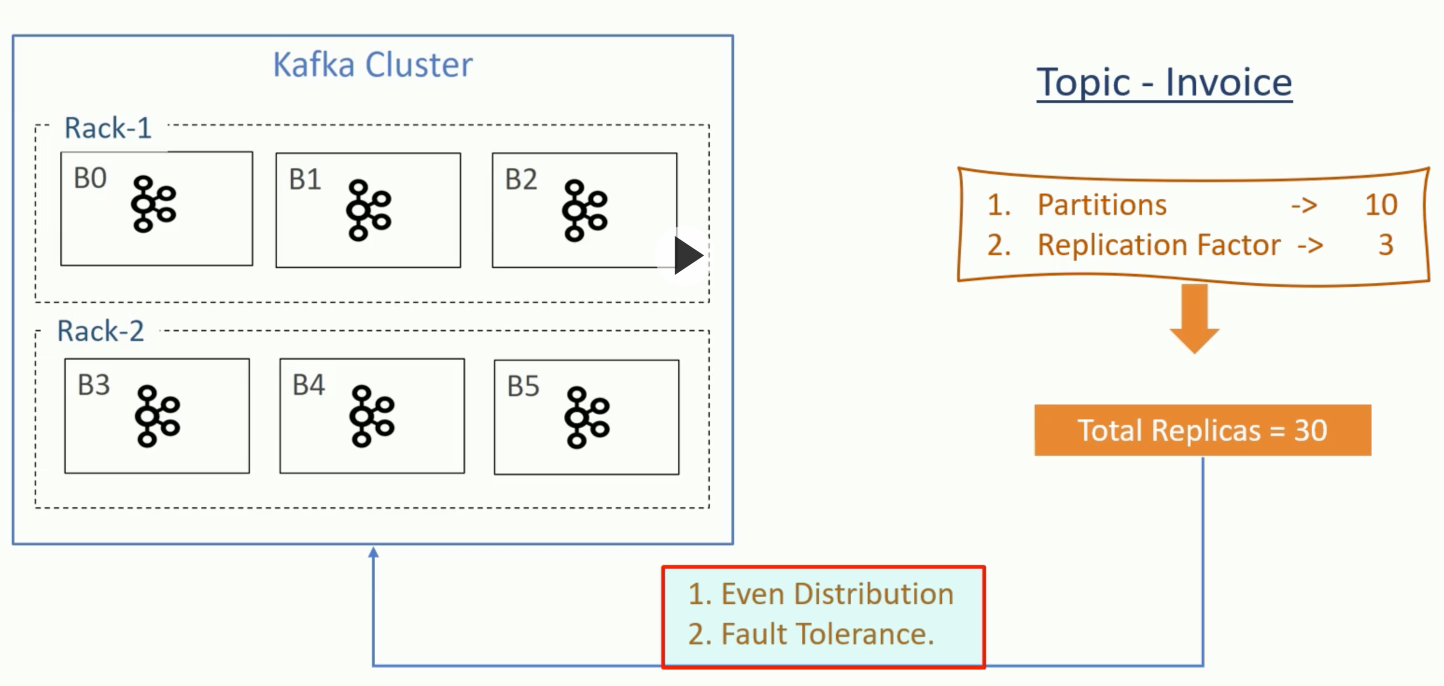 Kafka Cluster
Rack-1
B0
B1
B2
Rack-2
B3
B4
B5
Topic - Invoice
1. Partitions -> 10
2. Replication Factor -> 3
Total Replicas = 30
1. Even Distribution
2. Fault Tolerance.